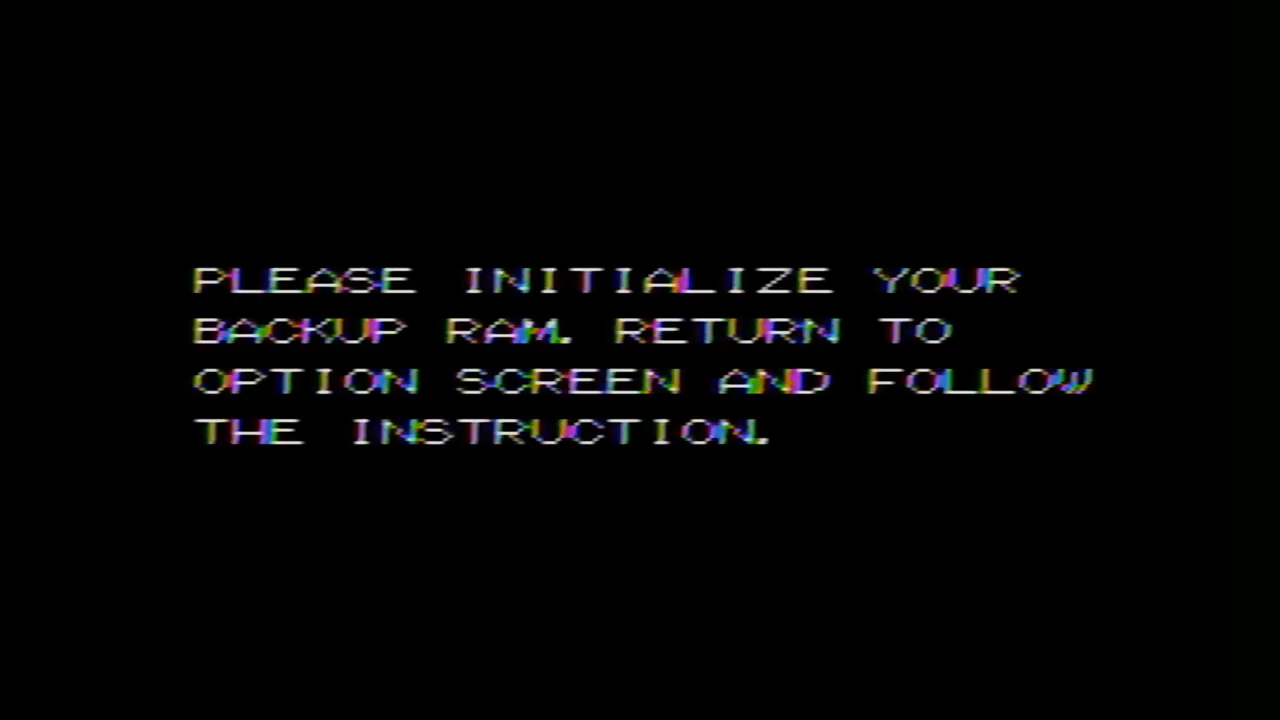 PLEASE INITIALIZE YOUR
BACKUP RAM. RETURN TO
OPTION SCREEN AND FOLLOW
THE INSTRUCTION.